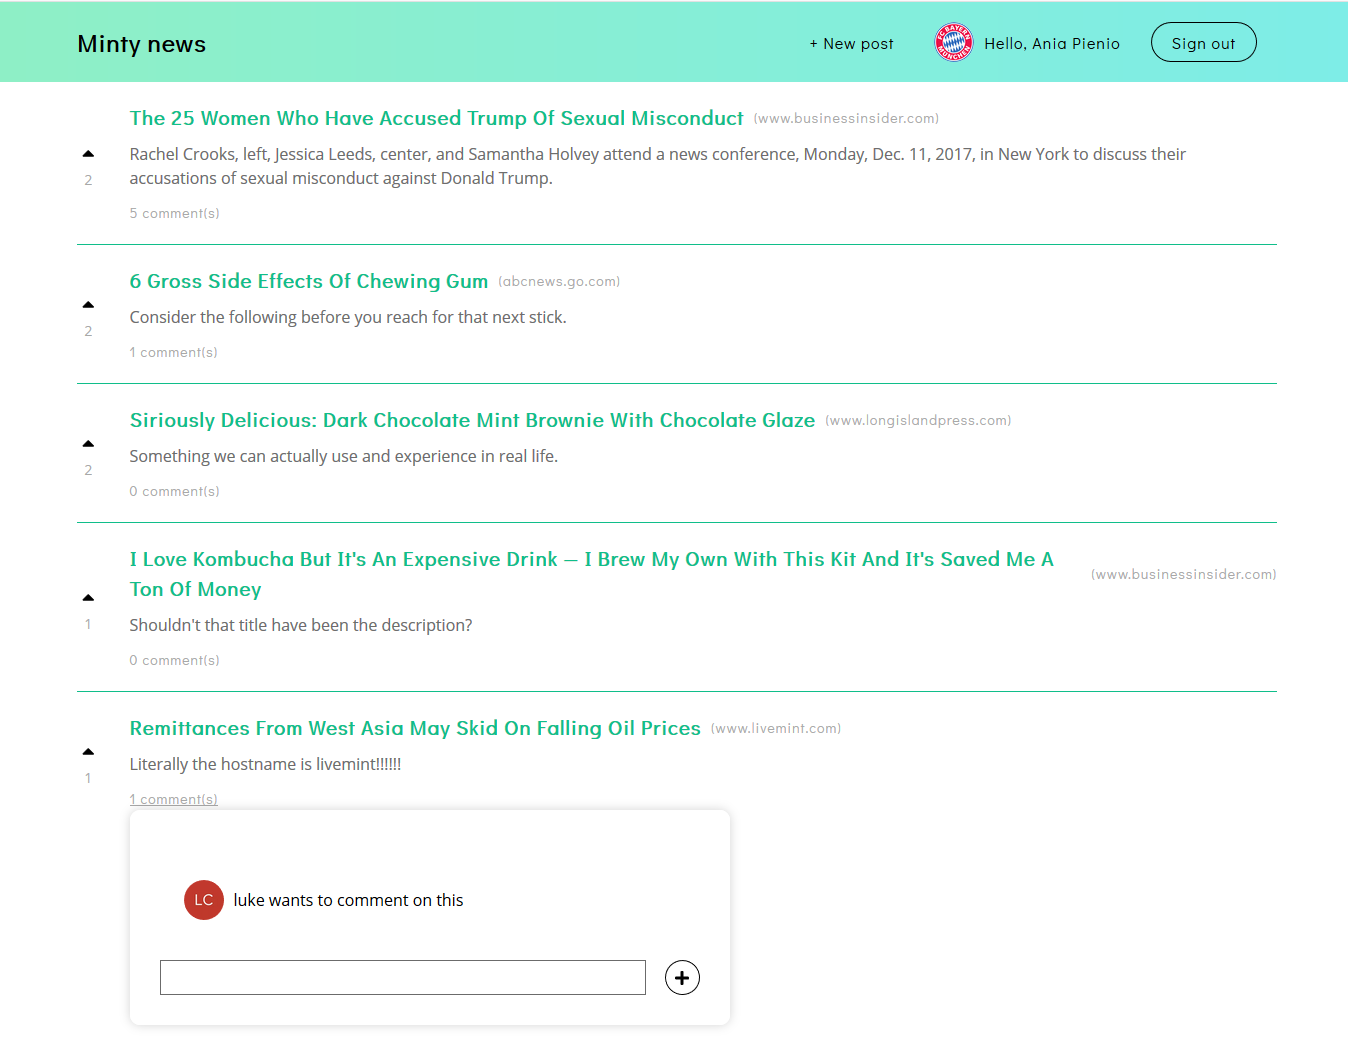 Minty news
+ New post
FC BAYERN MÜNCHEN
Hello, Ania Pienio
Sign out
The 25 Women Who Have Accused Trump Of Sexual Misconduct (www.businessinsider.com)
2
Rachel Crooks, left, Jessica Leeds, center, and Samantha Holvey attend a news conference, Monday, Dec. 11, 2017, in New York to discuss their
accusations of sexual misconduct against Donald Trump.
5 comment(s)
6 Gross Side Effects Of Chewing Gum (abcnews.go.com)
2
Consider the following before you reach for that next stick.
1 comment(s)
Siriously Delicious: Dark Chocolate Mint Brownie With Chocolate Glaze (www.longislandpress.com)
2
Something we can actually use and experience in real life.
0 comment(s)
I Love Kombucha But It's An Expensive Drink — I Brew My Own With This Kit And It's Saved Me A
Ton Of Money
(www.businessinsider.com)
1
Shouldn't that title have been the description?
0 comment(s)
Remittances From West Asia May Skid On Falling Oil Prices (www.livemint.com)
1
Literally the hostname is livemint!!!!!!
1 comment(s)
LC
luke wants to comment on this